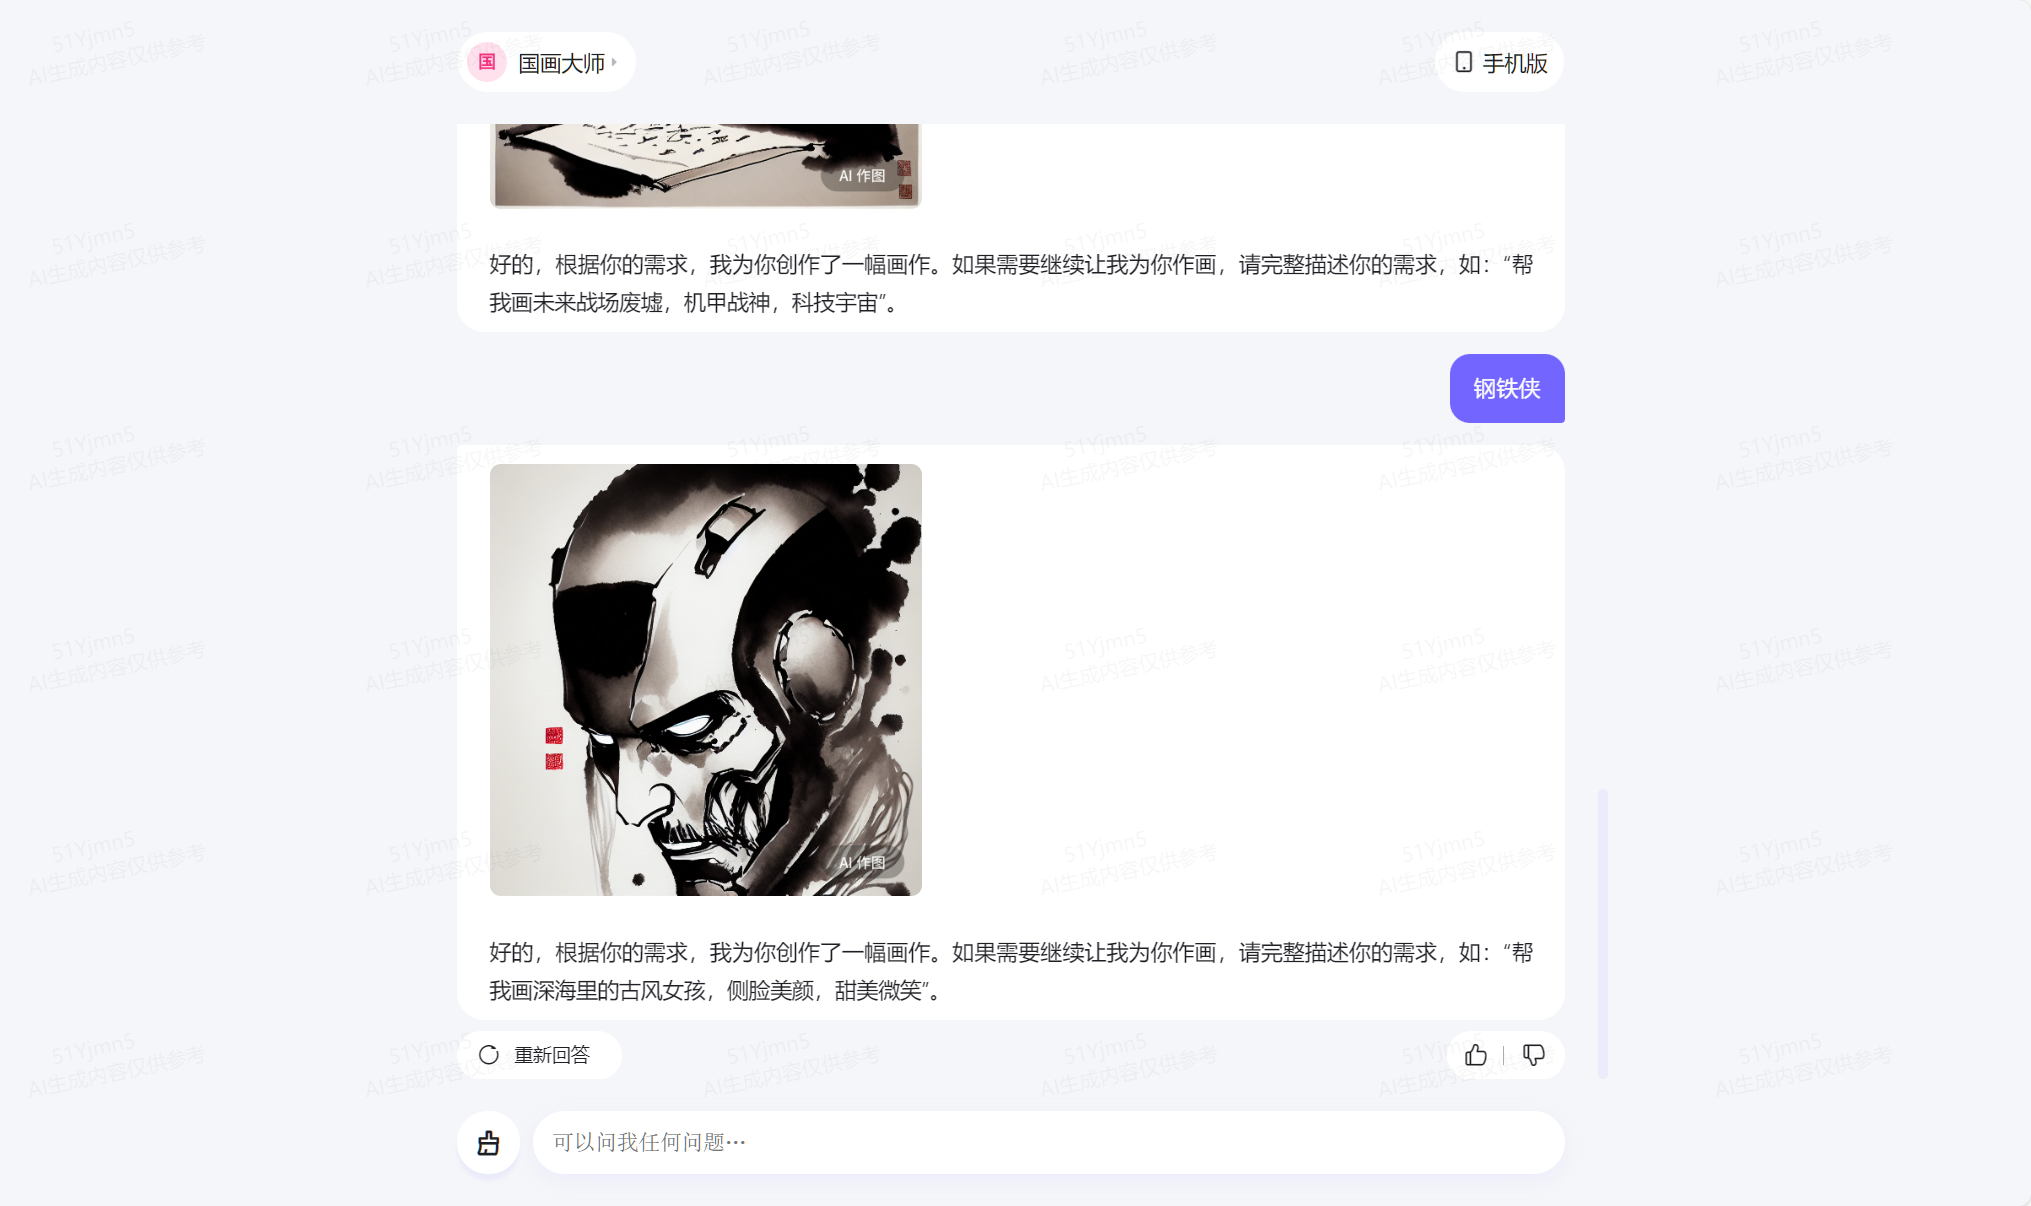 国 国画大师
手机版
AI 作图
好的，根据你的需求，我为你创作了一幅画作。如果需要继续让我为你作画，请完整描述你的需求，如：“帮
我画未来战场废墟，机甲战神，科技宇宙”。
钢铁侠
AI 作图
好的，根据你的需求，我为你创作了一幅画作。如果需要继续让我为你作画，请完整描述你的需求，如：“帮
我画深海里的古风女孩，侧脸美颜，甜美微笑”。
重新回答
可以问我任何问题…
51Yjmn5
AI生成内容仅供参考